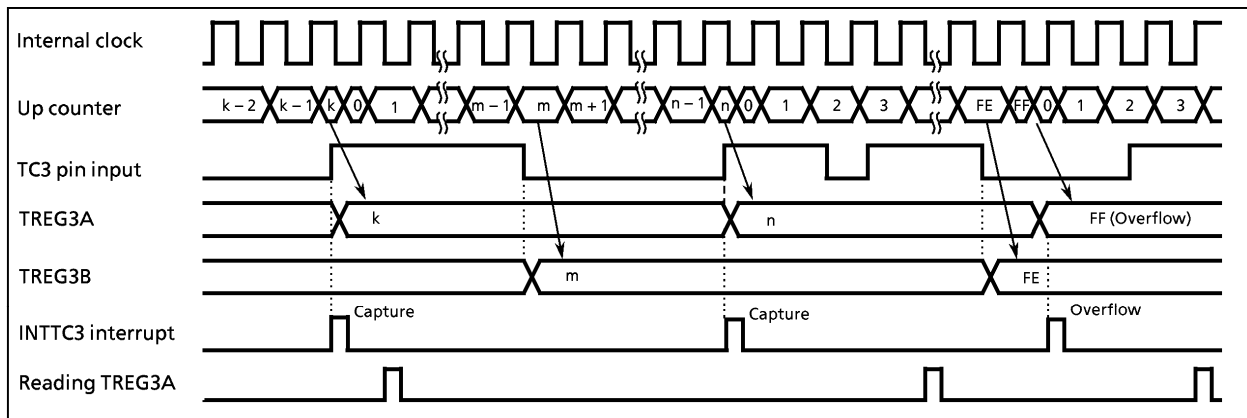 Internal clock
Up counter k – 2 k – 1 k 0 1 m – 1 m m + 1 n – 1 n 0 1 2 3 FE FF 0 1 2 3
TC3 pin input
TREG3A k n FF (Overflow)
TREG3B m FE
INTTC3 interrupt Capture Capture Overflow
Reading TREG3A